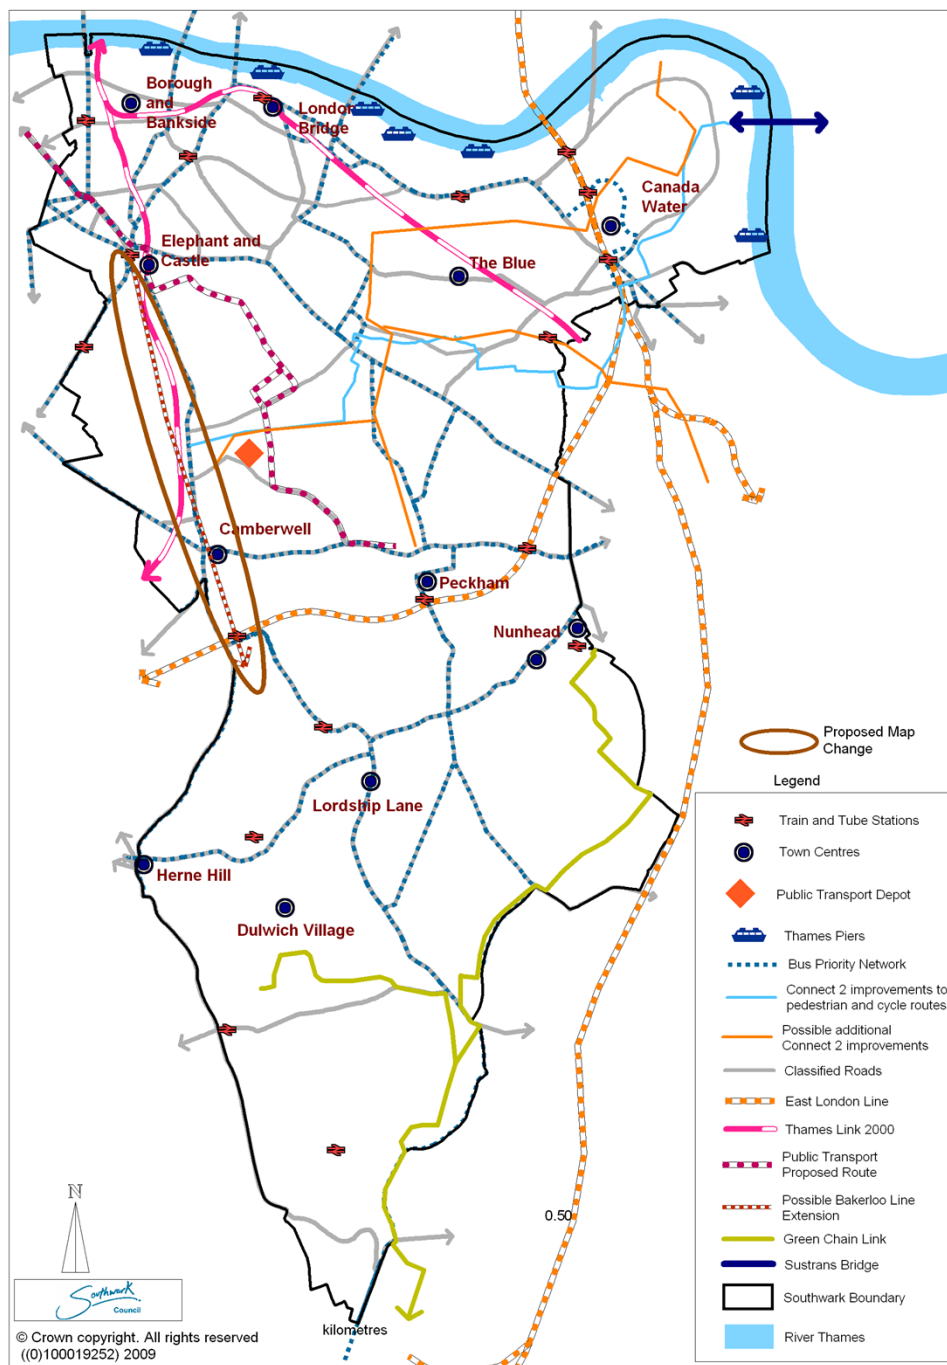 Borough
and
Bankside
London
Bridge
Canada
Water
Elephant and
Castle
The Blue
Camberwell
Peckham
Nunhead
Lordship Lane
Herne Hill
Dulwich Village
Proposed Map
Change
Legend
Train and Tube Stations
Town Centres
Public Transport Depot
Thames Piers
Bus Priority Network
Connect 2 improvements to
pedestrian and cycle routes
Possible additional
Connect 2 improvements
Classified Roads
East London Line
Thames Link 2000
Public Transport
Proposed Route
Possible Bakerloo Line
Extension
Green Chain Link
Sustrans Bridge
Southwark Boundary
River Thames
0.50
N
Southwark
Council
kilometres
© Crown copyright. All rights reserved
((0)100019252) 2009